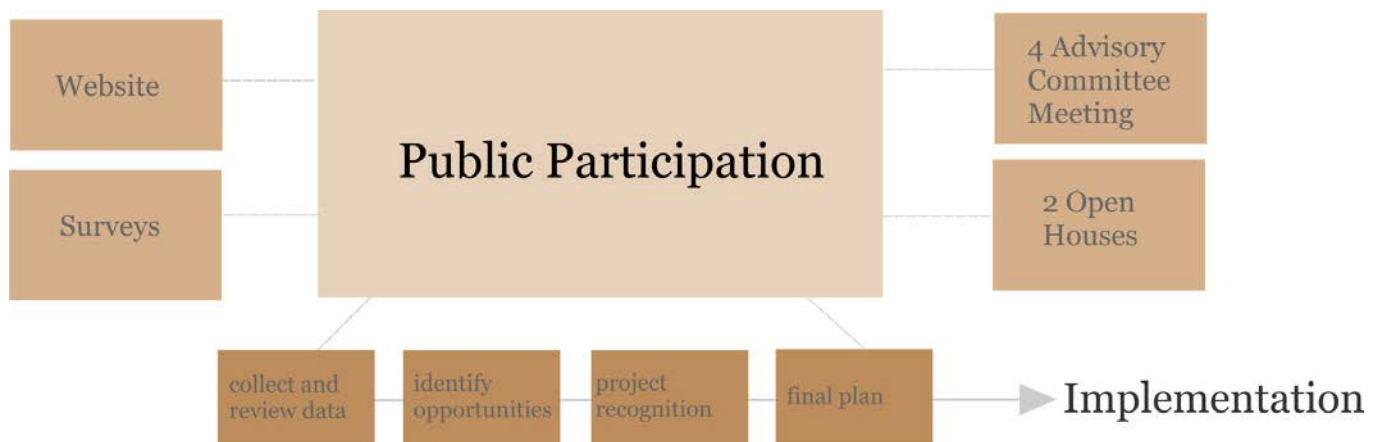 Website
Surveys
Public Participation
4 Advisory
Committee
Meeting
2 Open
Houses
collect and
review data
identify
opportunities
project
recognition
final plan
Implementation